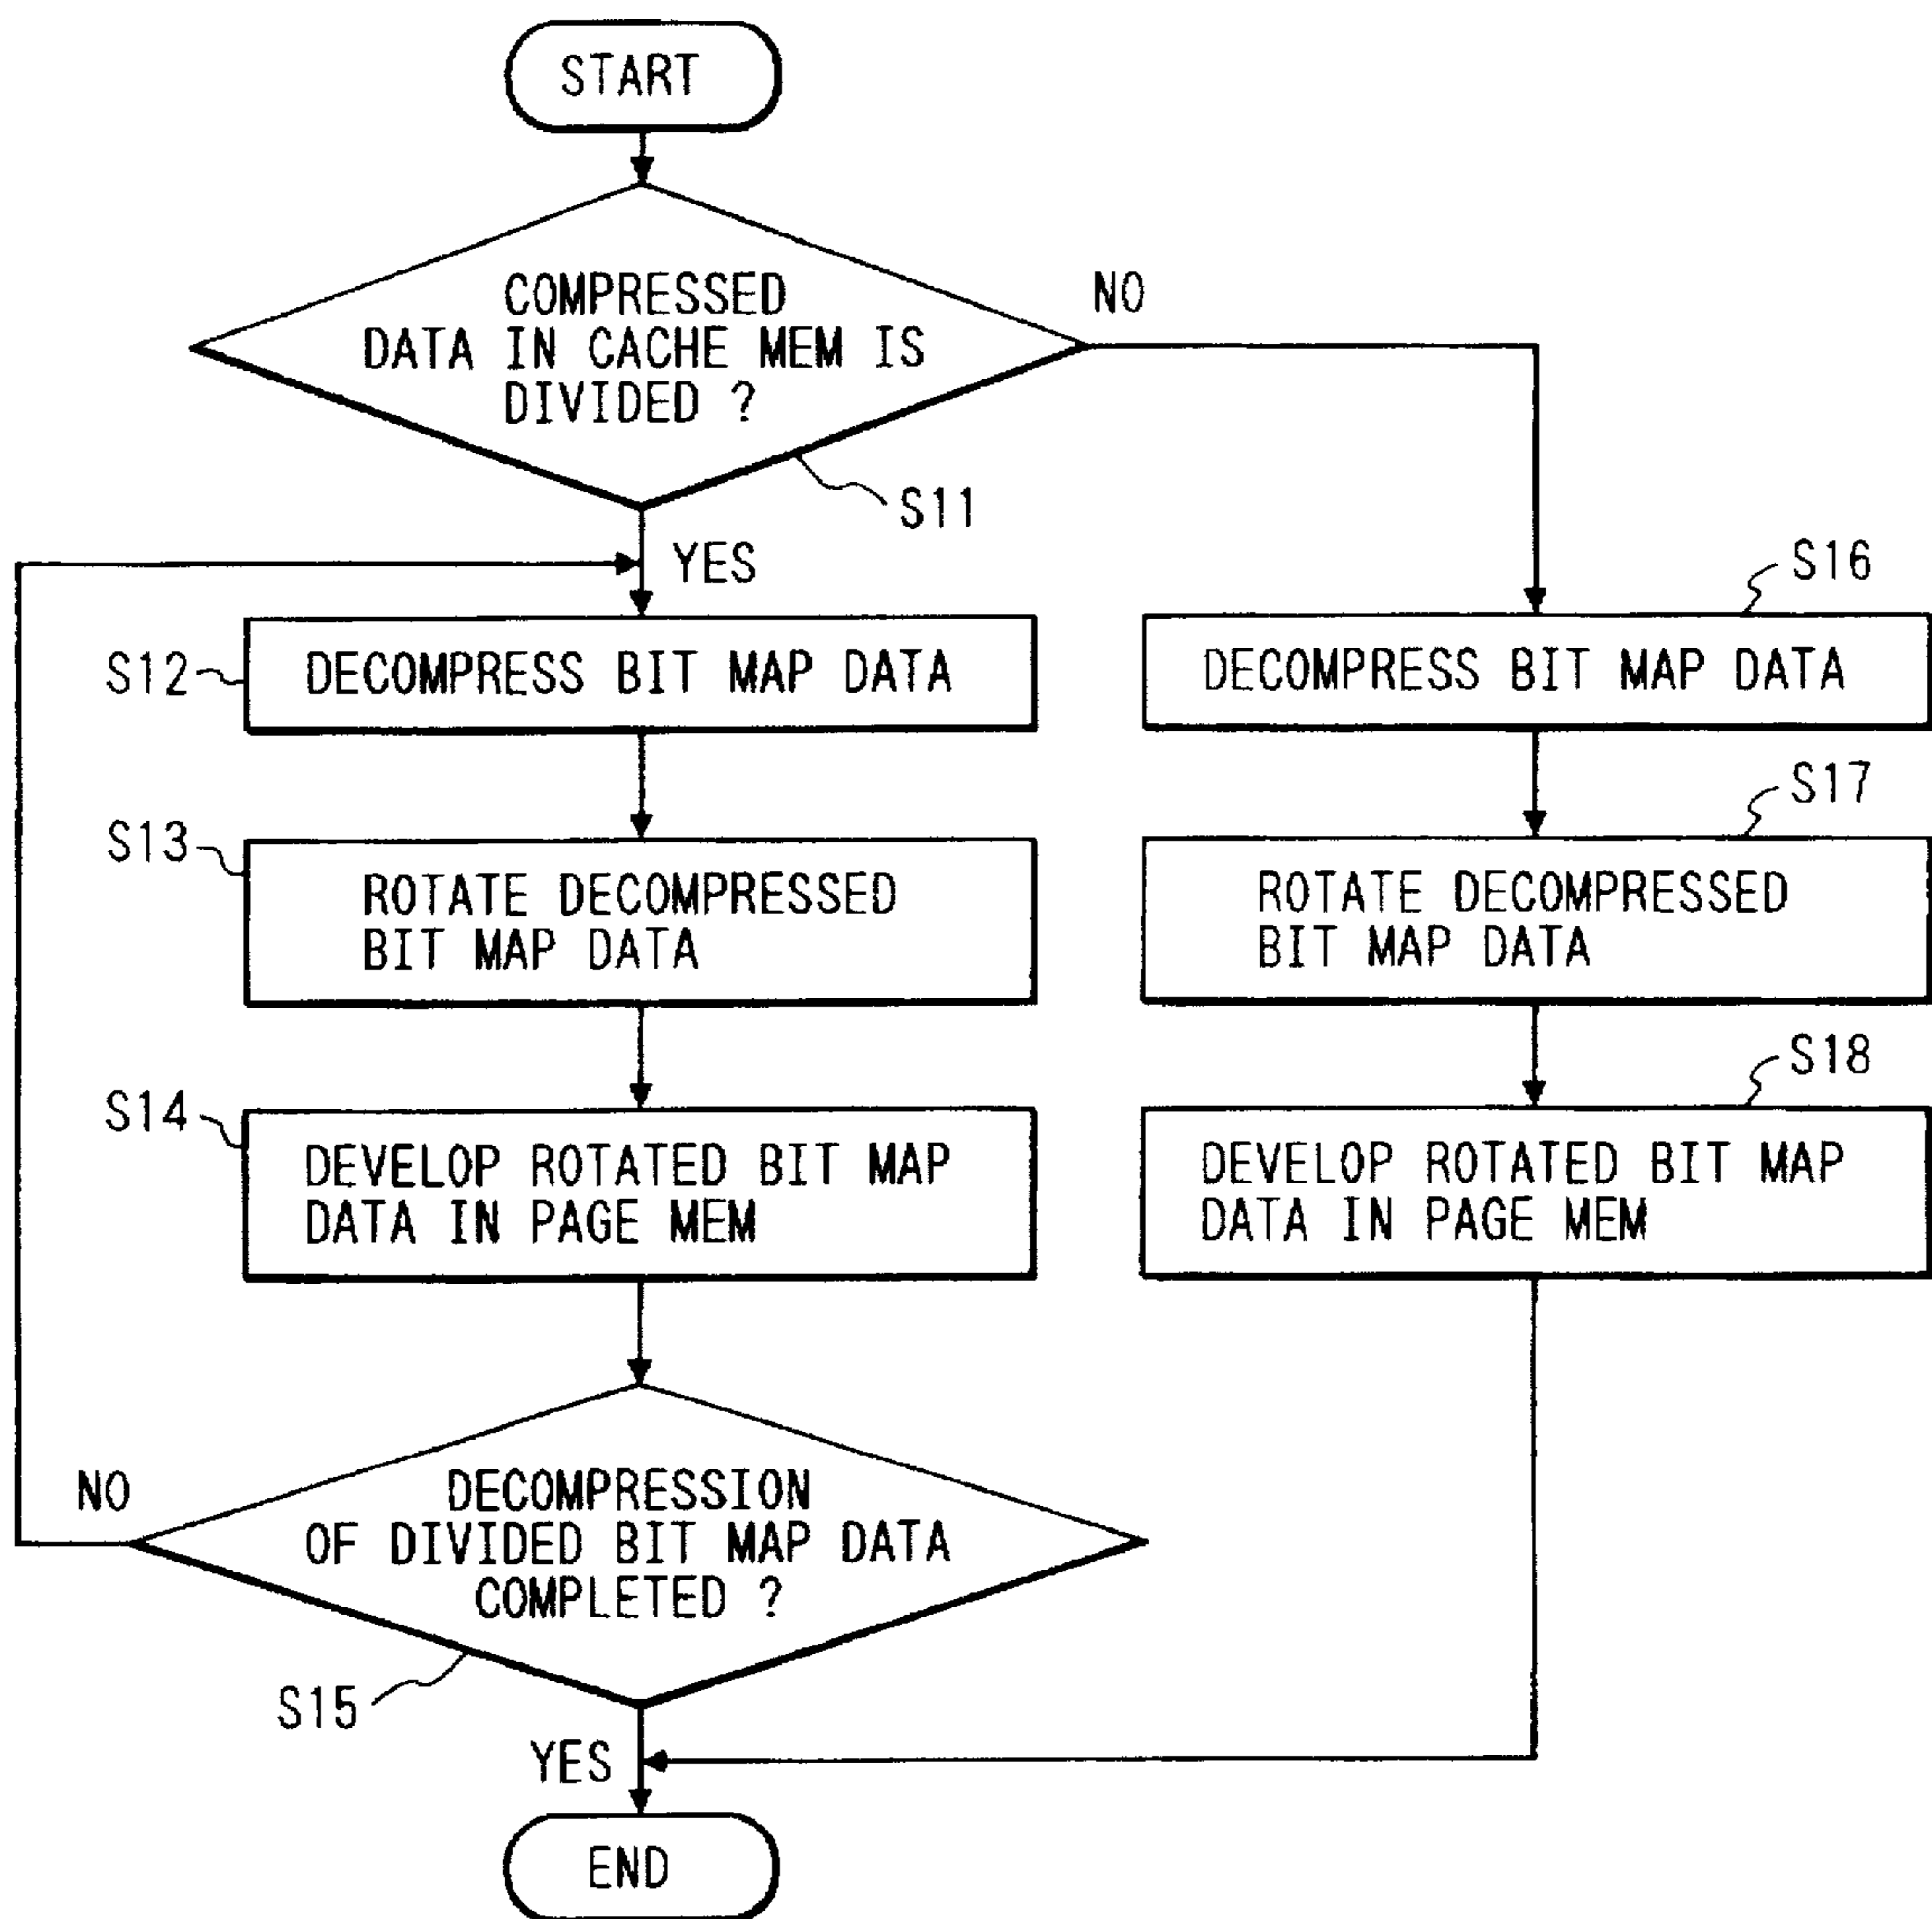 START
COMPRESSED
DATA IN CACHE MEM IS
DIVIDED ?
NO
S11
YES
S12
DECOMPRESS BIT MAP DATA
S13
ROTATE DECOMPRESSED
BIT MAP DATA
S14
DEVELOP ROTATED BIT MAP
DATA IN PAGE MEM
NO
DECOMPRESSION
OF DIVIDED BIT MAP DATA
COMPLETED ?
S15
YES
S16
DECOMPRESS BIT MAP DATA
S17
ROTATE DECOMPRESSED
BIT MAP DATA
S18
DEVELOP ROTATED BIT MAP
DATA IN PAGE MEM
END